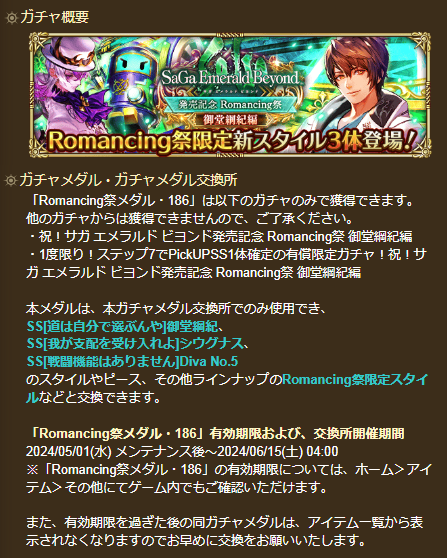 ガチャ概要
SaGa Emerald Beyond
サガ エメラルド ビヨンド
発売記念 Romancing祭
御堂綱紀編
Romancing祭限定新スタイル3体登場!
ガチャメダル・ガチャメダル交換所
「Romancing祭メダル・186」は以下のガチャのみで獲得できます。
他のガチャからは獲得できませんので、ご了承ください。
・祝！サガ エメラルド ビヨンド発売記念 Romancing祭 御堂綱紀編
・1度限り！ステップ7でPickUPSS1体確定の有償限定ガチャ！祝！サ
ガ エメラルド ビヨンド発売記念 Romancing祭 御堂綱紀編
本メダルは、本ガチャメダル交換所でのみ使用でき、
SS[道は自分で選ぶんや]御堂綱紀、
SS[我が支配を受け入れよ]シウグナス、
SS[戦闘機能はありません]Diva No.5
のスタイルやピース、その他ラインナップのRomancing祭限定スタイ
ルなどと交換できます。
「Romancing祭メダル・186」有効期限および、交換所開催期間
2024/05/01(水) メンテナンス後～2024/06/15(土) 04:00
※「Romancing祭メダル・186」の有効期限については、ホーム＞アイ
テム＞その他にてゲーム内でもご確認いただけます。
また、有効期限を過ぎた後の同ガチャメダルは、アイテム一覧から表
示されなくなりますのでお早めに交換をお願いいたします。